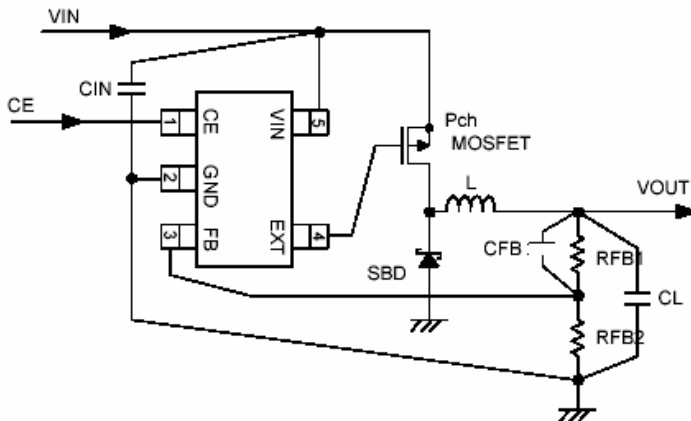 VIN
CIN
CE
1 CE
VIN 5
2 GND
3 FB
EXT 4
Pch
MOSFET
L
VOUT
SBD
CFB
RFB1
CL
RFB2